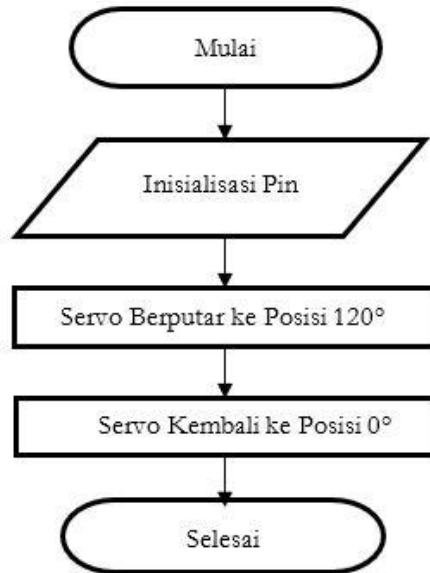 Mulai
Inisialisasi Pin
Servo Berputar ke Posisi 120°
Servo Kembali ke Posisi 0°
Selesai